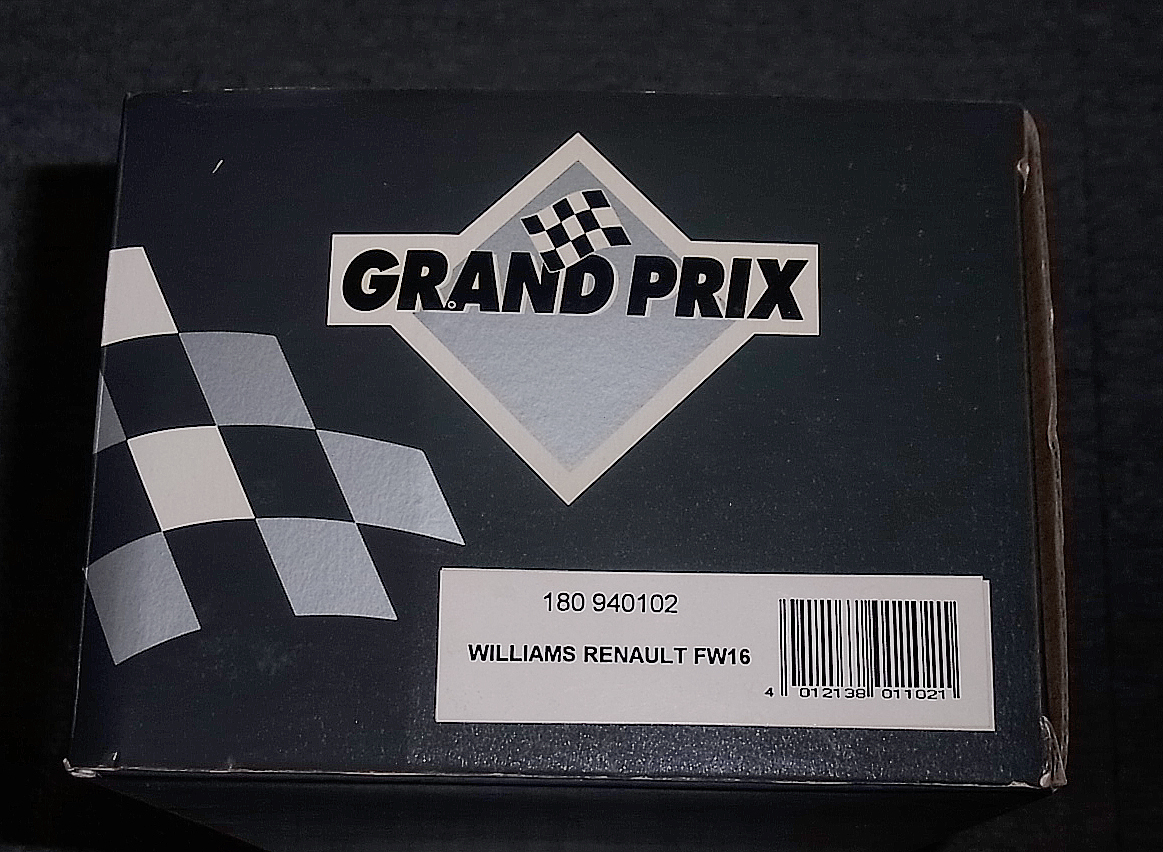 GRAND PRIX
180 940102
WILLIAMS RENAULT FW16
4 012138 011021